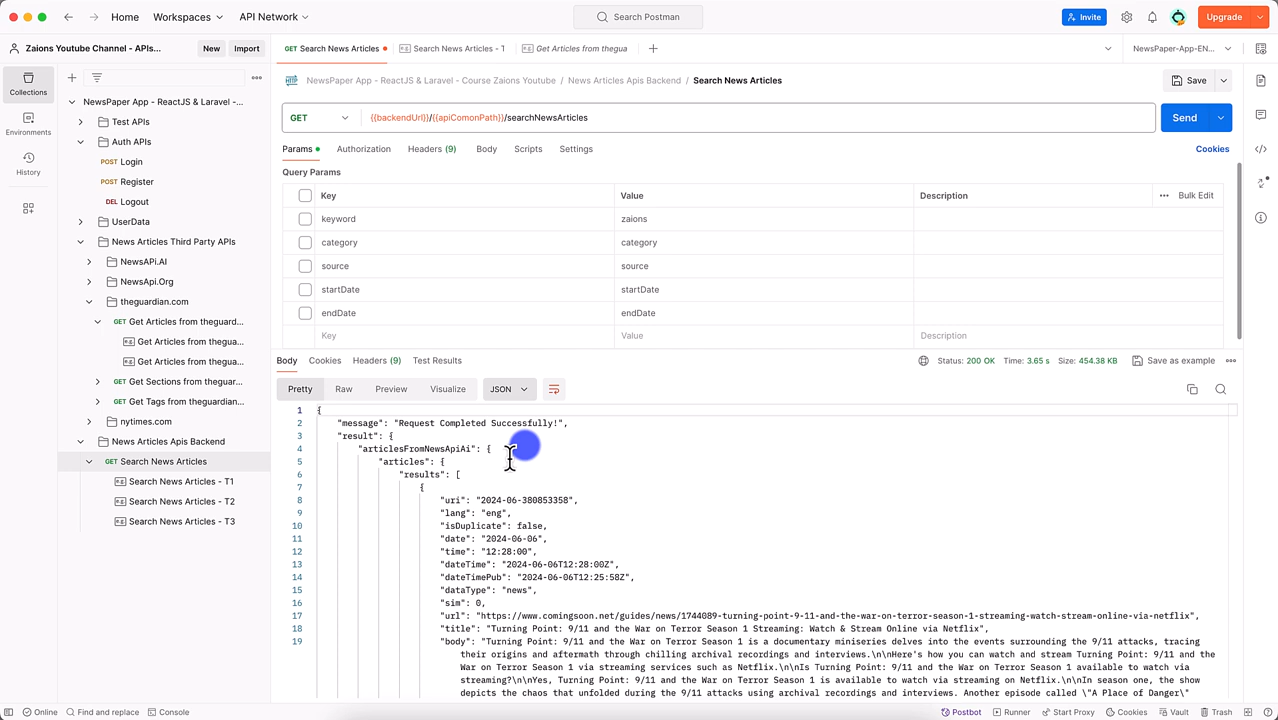 Home Workspaces API Network Search Postman Invite Upgrade
Zaions Youtube Channel - APIs... New Import GET Search News Articles Search News Articles - T Get Articles from thegua NewsPaper-App-EN...
Collections
Environments
History
NewsPaper App - ReactJS & Laravel -...
Test APIs
Auth APIs
POST Login
POST Register
DEL Logout
UserData
News Articles Third Party APIs
NewsAPi.AI
NewsApi.Org
theguardian.com
GET Get Articles from theguard...
Get Articles from thegua...
Get Articles from thegua...
GET Get Sections from theguar...
GET Get Tags from theguardian...
nytimes.com
News Articles Apis Backend
GET Search News Articles
Search News Articles - T1
Search News Articles - T2
Search News Articles - T3
HTTP NewsPaper App - ReactJS & Laravel - Course Zaions Youtube / News Articles Apis Backend / Search News Articles Save
GET {{backendUrl}}/{{apiComonPath}}/searchNewsArticles Send
Params Authorization Headers (9) Body Scripts Settings Cookies
Query Params
Key Value Description Bulk Edit
keyword zaions
category category
source source
startDate startDate
endDate endDate
Key Value Description
Body Cookies Headers (9) Test Results Status: 200 OK Time: 3.65 s Size: 454.38 KB Save as example
Pretty Raw Preview Visualize JSON
1 {
2 "message": "Request Completed Successfully!",
3 "result": {
4 "articlesFromNewsApiAi": {
5 "articles": {
6 "results": [
7 {
8 "uri": "2024-06-380853358",
9 "lang": "eng",
10 "isDuplicate": false,
11 "date": "2024-06-06",
12 "time": "12:28:00",
13 "dateTime": "2024-06-06T12:28:00Z",
14 "dateTimePub": "2024-06-06T12:25:58Z",
15 "dataType": "news",
16 "sim": 0,
17 "url": "https://www.comingsoon.net/guides/news/1744089-turning-point-9-11-and-the-war-on-terror-season-1-streaming-watch-stream-online-via-netflix",
18 "title": "Turning Point: 9/11 and the War on Terror Season 1 Streaming: Watch & Stream Online via Netflix",
19 "body": "Turning Point: 9/11 and the War on Terror Season 1 is a documentary miniseries delves into the events surrounding the 9/11 attacks, tracing
their origins and aftermath through chilling archival recordings and interviews.\n\nHere's how you can watch and stream Turning Point: 9/11 and the
War on Terror Season 1 via streaming services such as Netflix.\n\nIs Turning Point: 9/11 and the War on Terror Season 1 available to watch via
streaming?\n\nYes, Turning Point: 9/11 and the War on Terror Season 1 is available to watch via streaming on Netflix.\n\nIn season one, the show
depicts the chaos that unfolded during the 9/11 attacks using archival recordings and interviews. Another episode called \"A Place of Danger\"
Online Find and replace Console Postbot Runner Start Proxy Cookies Vault Trash